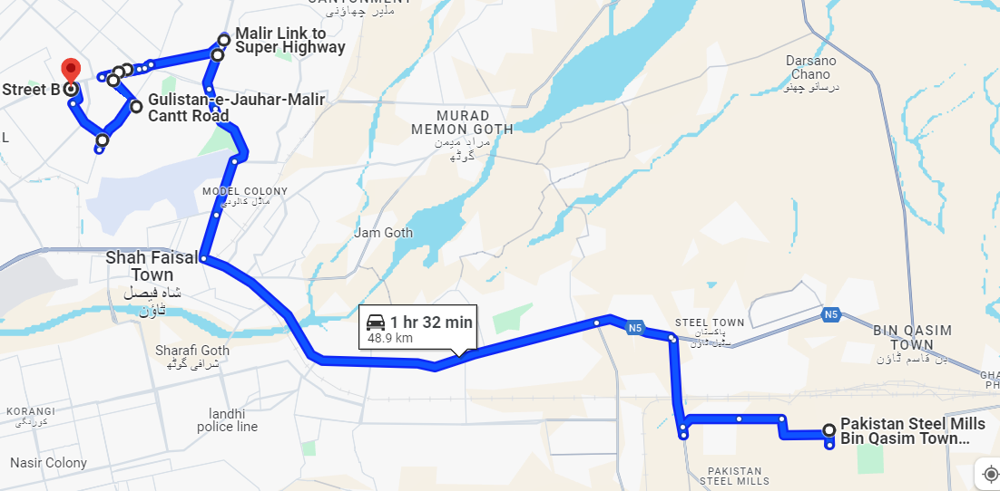 CANTONMENT
ملیر چھاؤنی
Malir Link to
Super Highway
Street B
Gulistan-e-Jauhar-Malir
Cantt Road
L
Darsano
Chano
درسانو چھنو
MURAD
MEMON GOTH
مراد میمن
گوٹھ
MODEL COLONY
ماڈل کالونی
Jam Goth
Shah Faisal
Town
شاہ فیصل
ٹاؤن
1 hr 32 min
48.9 km
N5
STEEL TOWN
پاکستان
سٹیل ٹاؤن
N5
BIN QASIM
TOWN
بن قاسم ٹاؤن
Sharafi Goth
شرافی گوٹھ
GHA
PH
KORANGI
کورنگی
landhi
police line
Pakistan Steel Mills
Bin Qasim Town...
Nasir Colony
PAKISTAN
STEEL MILLS